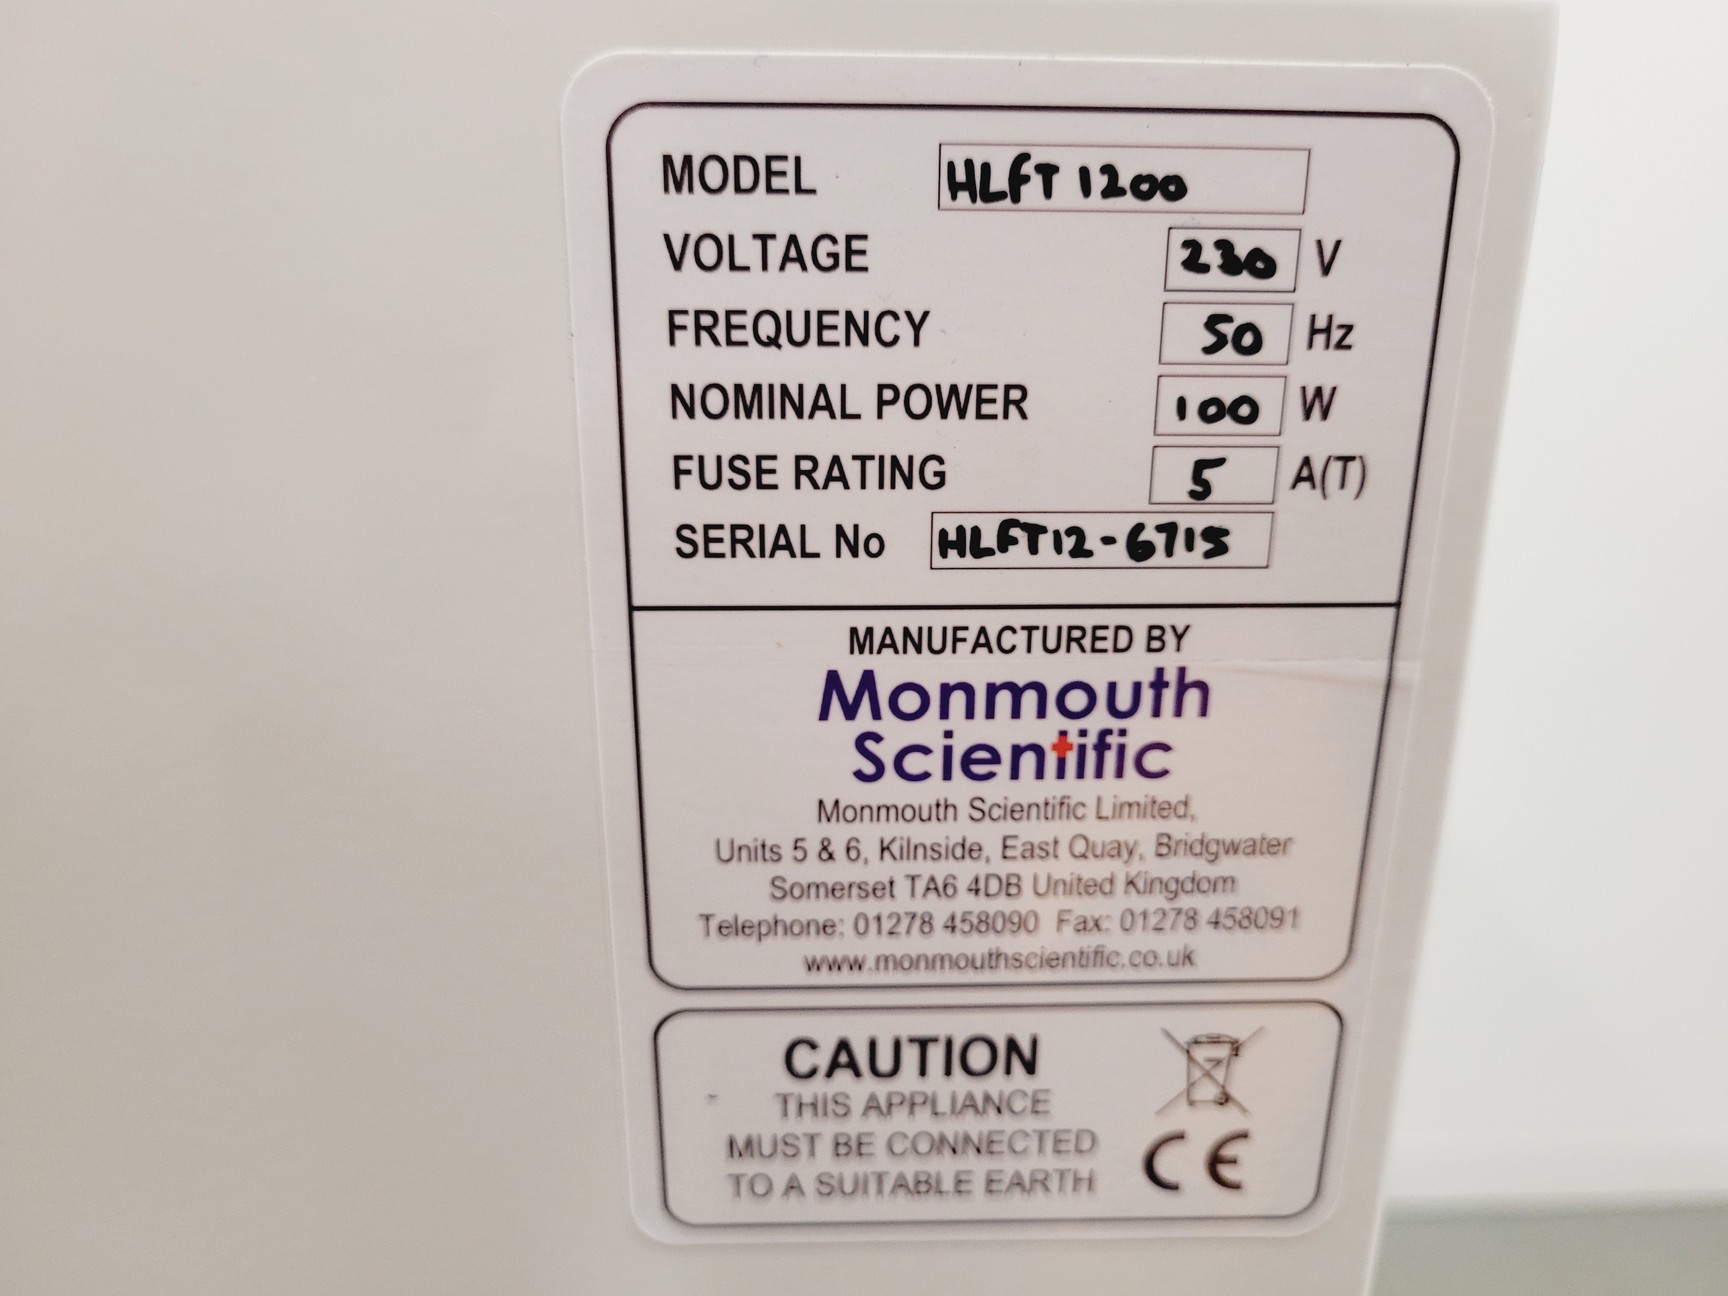 MODEL HLFT 1200
VOLTAGE 230 V
FREQUENCY 50 Hz
NOMINAL POWER 100 W
FUSE RATING 5 A(T)
SERIAL No HLFT12-6715
MANUFACTURED BY
Monmouth
Scientific
Monmouth Scientific Limited,
Units 5 & 6, Kilnside, East Quay, Bridgwater
Somerset TA6 4DB United Kingdom
Telephone: 01278 458090 Fax: 01278 458091
www.monmouthscientific.co.uk
CAUTION
THIS APPLIANCE
MUST BE CONNECTED
TO A SUITABLE EARTH
CE